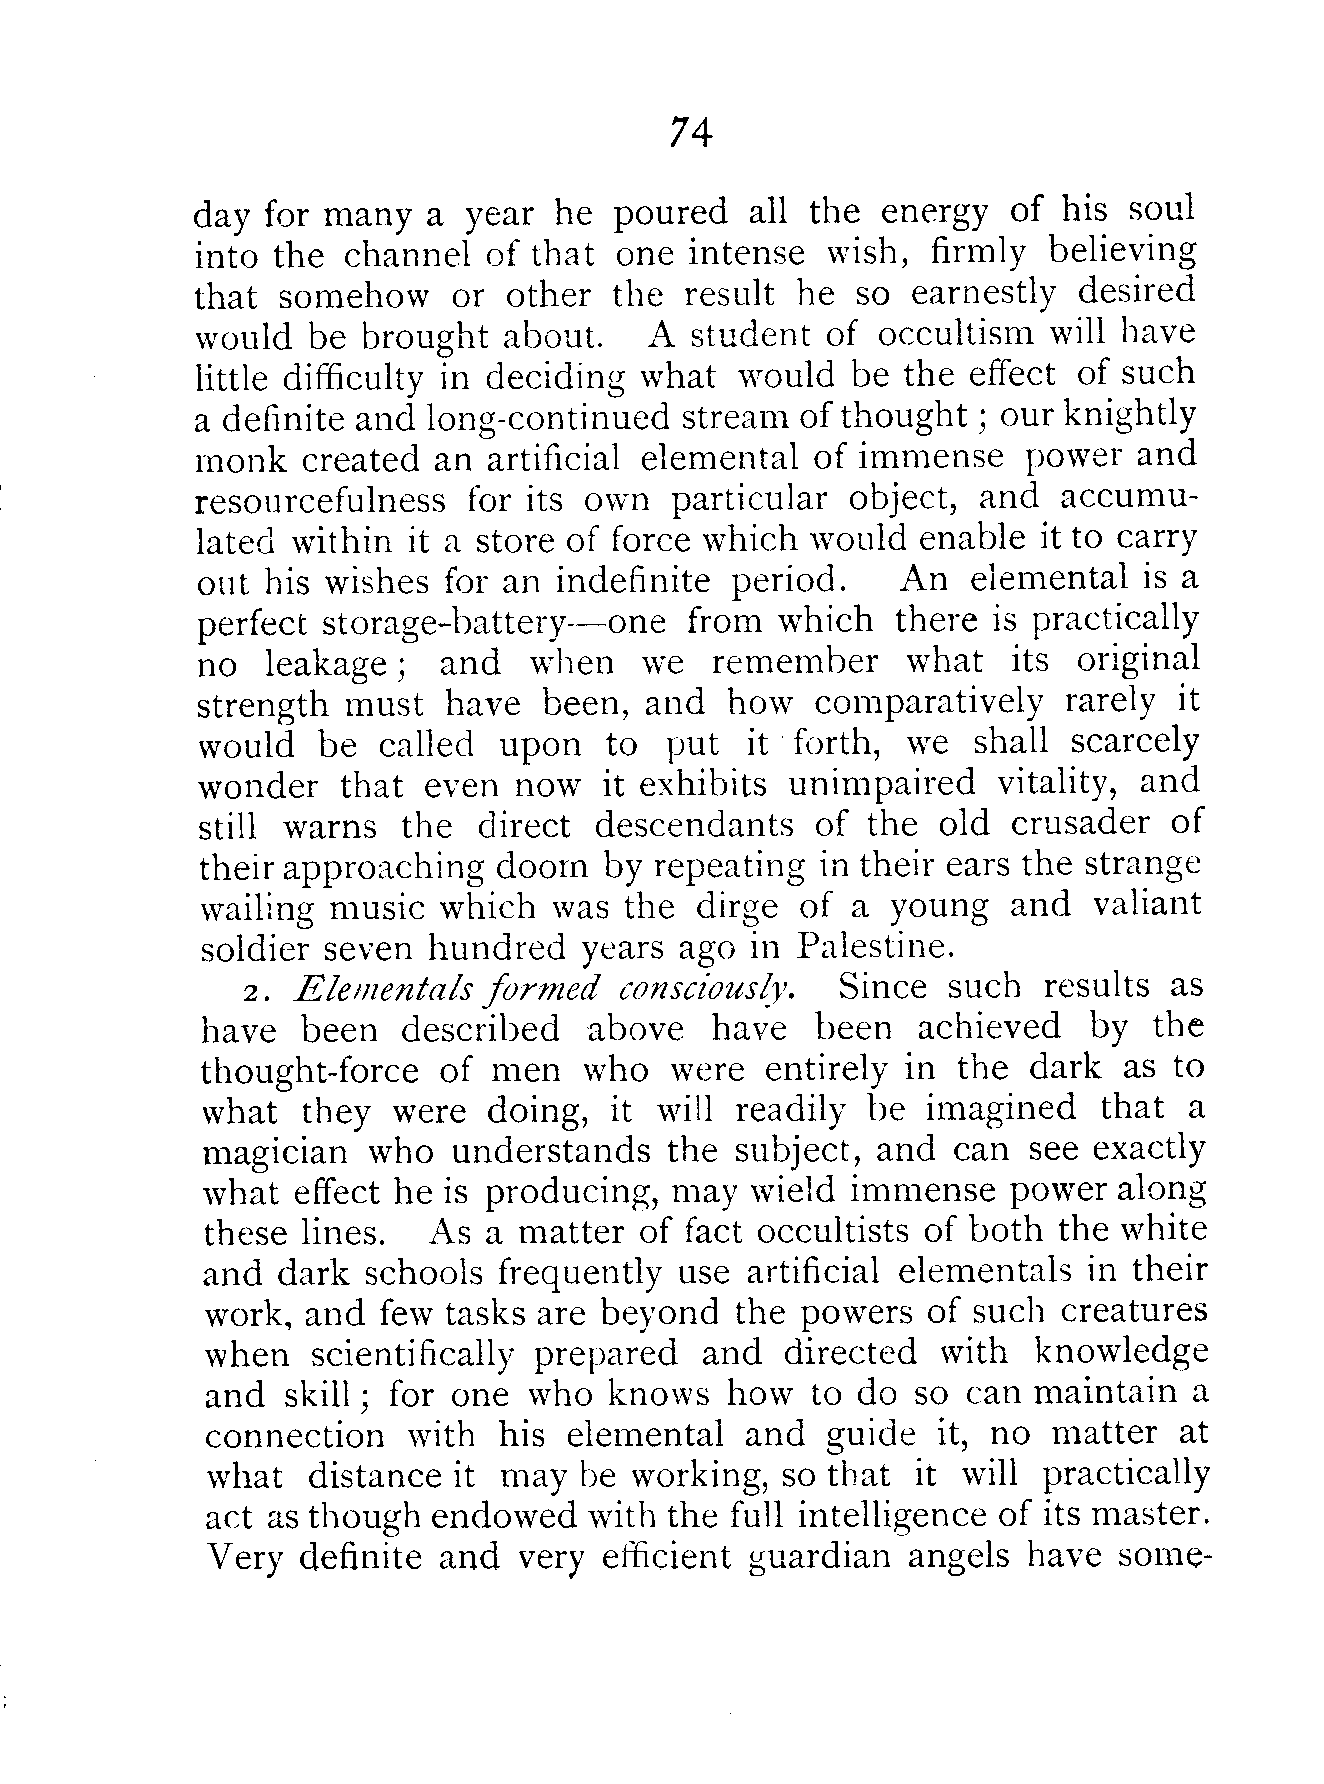 74
day for many a year he poured all the energy of his soul
into the channel of that one intense wish, firmly believing
that somehow or other the result he so earnestly desired
would be brought about. A student of occultism will have
little difficulty in deciding what would be the effect of such
a definite and long-continued stream of thought ; our knightly
monk created an artificial elemental of immense power and
resourcefulness for its own particular object, and accumu-
lated within it a store of force which would enable it to carry
out his wishes for an indefinite period. An elemental is a
perfect storage-battery—one from which there is practically
no leakage ; and when we remember what its original
strength must have been, and how comparatively rarely it
would be called upon to put it forth, we shall scarcely
wonder that even now it exhibits unimpaired vitality, and
still warns the direct descendants of the old crusader of
their approaching doom by repeating in their ears the strange
wailing music which was the dirge of a young and valiant
soldier seven hundred years ago in Palestine.
2. Elementals formed consciously. Since such results as
have been described above have been achieved by the
thought-force of men who were entirely in the dark as to
what they were doing, it will readily be imagined that a
magician who understands the subject, and can see exactly
what effect he is producing, may wield immense power along
these lines. As a matter of fact occultists of both the white
and dark schools frequently use artificial elementals in their
work, and few tasks are beyond the powers of such creatures
when scientifically prepared and directed with knowledge
and skill ; for one who knows how to do so can maintain a
connection with his elemental and guide it, no matter at
what distance it may be working, so that it will practically
act as though endowed with the full intelligence of its master.
Very definite and very efficient guardian angels have some-